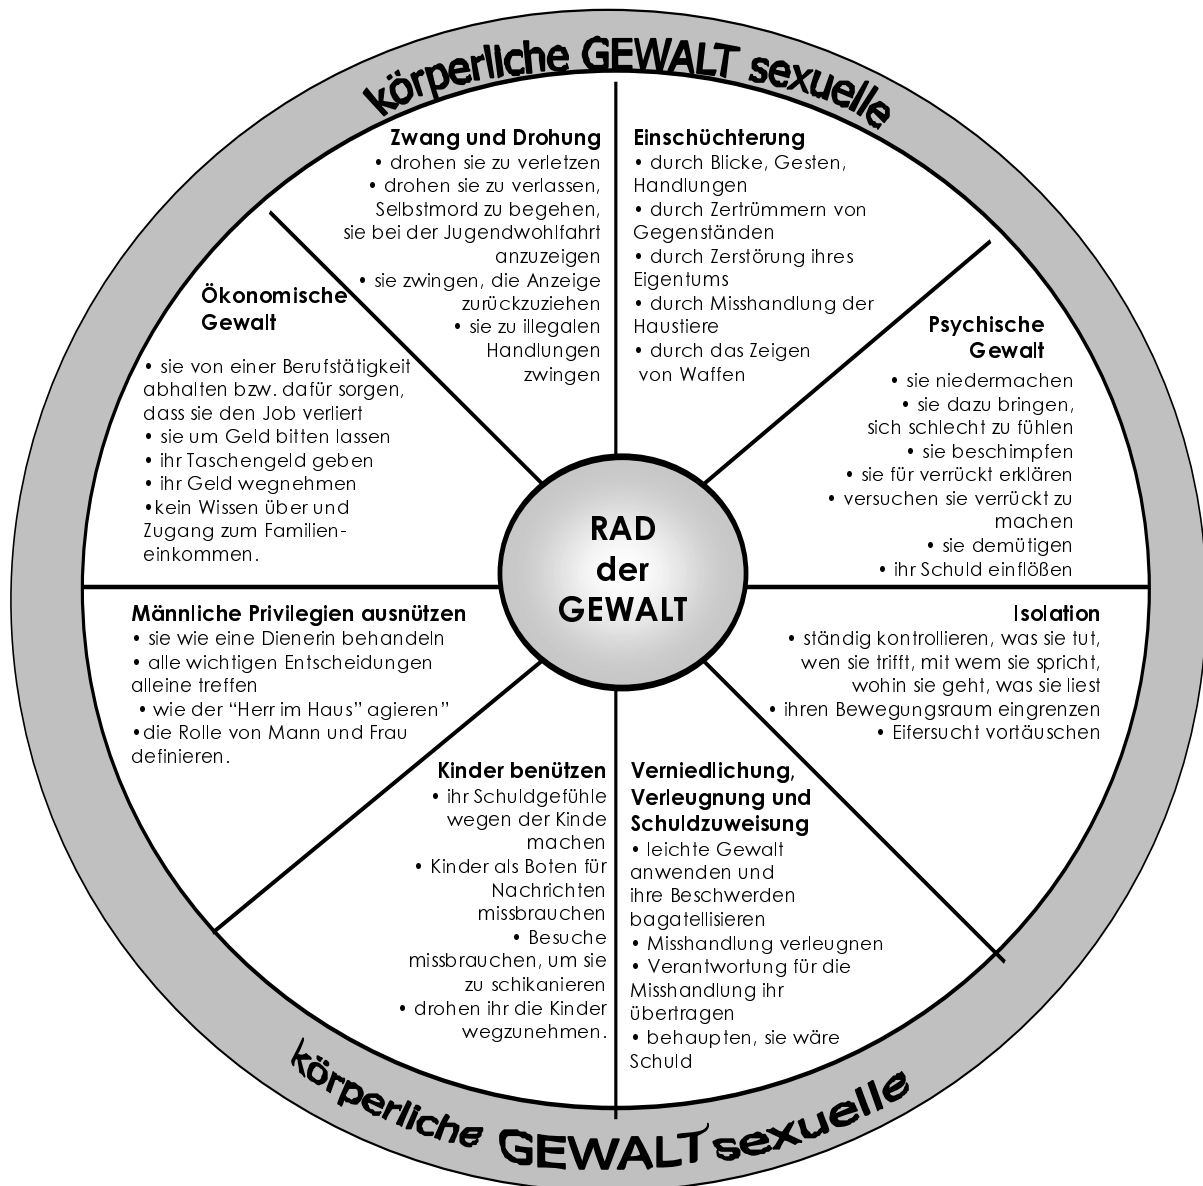 körperliche GEWALT sexuelle
Zwang und Drohung
• drohen sie zu verletzen
• drohen sie zu verlassen,
Selbstmord zu begehen,
sie bei der Jugendwohlfahrt
anzuzeigen
• sie zwingen, die Anzeige
zurückzuziehen
• sie zu illegalen
Handlungen
zwingen
Einschüchterung
• durch Blicke, Gesten,
Handlungen
• durch Zertrümmern von
Gegenständen
• durch Zerstörung ihres
Eigentums
• durch Misshandlung der
Haustiere
• durch das Zeigen
von Waffen
Ökonomische
Gewalt
• sie von einer Berufstätigkeit
abhalten bzw. dafür sorgen,
dass sie den Job verliert
• sie um Geld bitten lassen
• ihr Taschengeld geben
• ihr Geld wegnehmen
•kein Wissen über und
Zugang zum Familien-
einkommen.
Psychische
Gewalt
• sie niedermachen
• sie dazu bringen,
sich schlecht zu fühlen
• sie beschimpfen
• sie für verrückt erklären
• versuchen sie verrückt zu
machen
• sie demütigen
• ihr Schuld einflößen
RAD
der
GEWALT
Männliche Privilegien ausnützen
• sie wie eine Dienerin behandeln
• alle wichtigen Entscheidungen
alleine treffen
• wie der “Herr im Haus” agieren”
•die Rolle von Mann und Frau
definieren.
Isolation
• ständig kontrollieren, was sie tut,
wen sie trifft, mit wem sie spricht,
wohin sie geht, was sie liest
• ihren Bewegungsraum eingrenzen
• Eifersucht vortäuschen
Kinder benützen
• ihr Schuldgefühle
wegen der Kinde
machen
• Kinder als Boten für
Nachrichten
missbrauchen
• Besuche
missbrauchen, um sie
zu schikanieren
• drohen ihr die Kinder
wegzunehmen.
Verniedlichung,
Verleugnung und
Schuldzuweisung
• leichte Gewalt
anwenden und
ihre Beschwerden
bagatellisieren
• Misshandlung verleugnen
• Verantwortung für die
Misshandlung ihr
übertragen
• behaupten, sie wäre
Schuld
körperliche GEWALT sexuelle